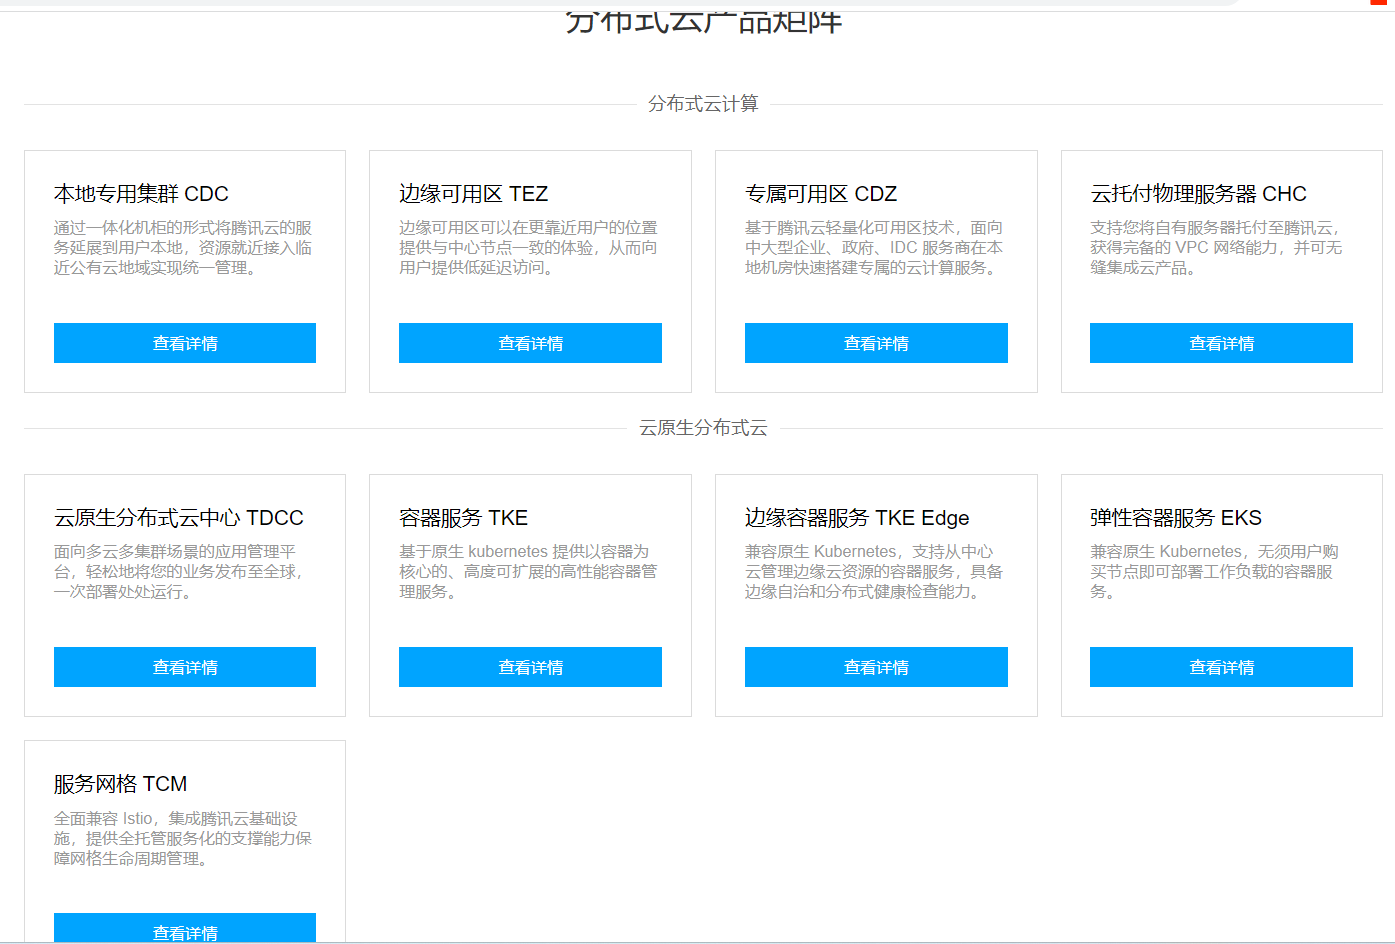 分布式云产品矩阵
分布式云计算
本地专用集群 CDC
通过一体化机柜的形式将腾讯云的服
务延展到用户本地，资源就近接入临
近公有云地域实现统一管理。
查看详情
边缘可用区 TEZ
边缘可用区可以在更靠近用户的位置
提供与中心节点一致的体验，从而向
用户提供低延迟访问。
查看详情
专属可用区 CDZ
基于腾讯云轻量化可用区技术，面向
中大型企业、政府、IDC 服务商在本
地机房快速搭建专属的云计算服务。
查看详情
云托付物理服务器 CHC
支持您将自有服务器托付至腾讯云，
获得完备的 VPC 网络能力，并可无
缝集成云产品。
查看详情
云原生分布式云
云原生分布式云中心 TDCC
面向多云多集群场景的应用管理平
台，轻松地将您的业务发布至全球，
一次部署处处运行。
查看详情
容器服务 TKE
基于原生 kubernetes 提供以容器为
核心的、高度可扩展的高性能容器管
理服务。
查看详情
边缘容器服务 TKE Edge
兼容原生 Kubernetes，支持从中心
云管理边缘云资源的容器服务，具备
边缘自治和分布式健康检查能力。
查看详情
弹性容器服务 EKS
兼容原生 Kubernetes，无须用户购
买节点即可部署工作负载的容器服
务。
查看详情
服务网格 TCM
全面兼容 Istio，集成腾讯云基础设
施，提供全托管服务化的支撑能力保
障网格生命周期管理。
查看详情